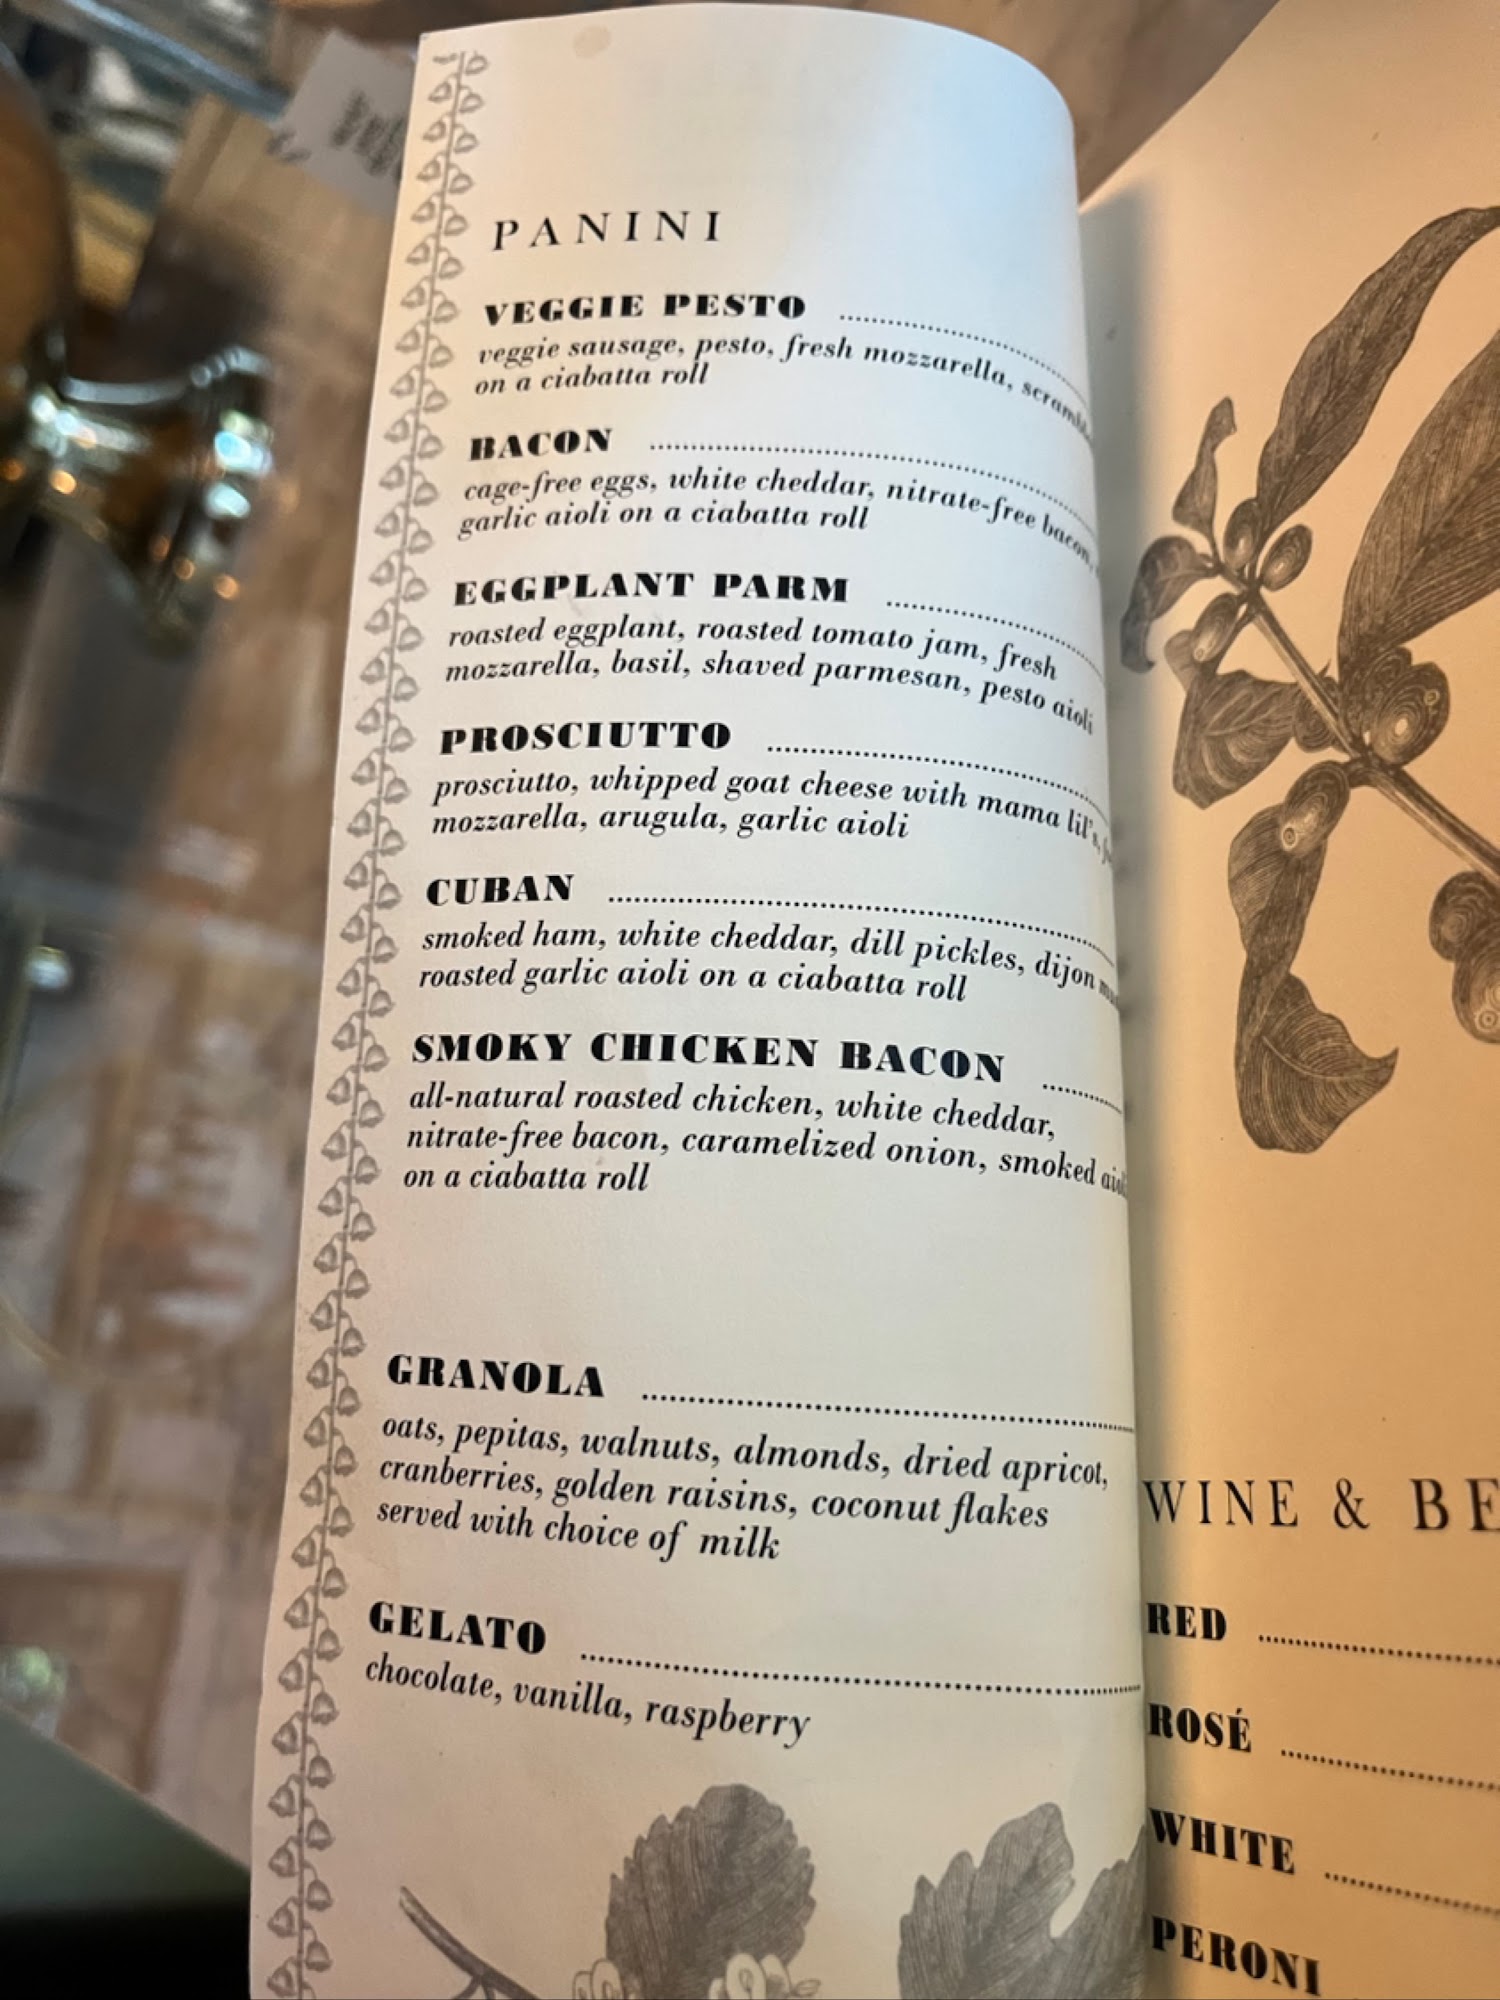 PANINI
VEGGIE PESTO
veggie sausage, pesto, fresh mozzarella,
on a ciabatta roll
BACON
cage-free eggs, white cheddar, nitrate-free bacon,
garlic aioli on a ciabatta roll
EGGPLANT PARM
roasted eggplant, roasted tomato jam, fresh
mozzarella, basil, shaved parmesan, pesto aioli
PROSCIUTTO
prosciutto, whipped goat cheese with mama lil's,
mozzarella, arugula, garlic aioli
CUBAN
smoked ham, white cheddar, dill pickles, dijon
roasted garlic aioli on a ciabatta roll
SMOKY CHICKEN BACON
all-natural roasted chicken, white cheddar,
nitrate-free bacon, caramelized onion, smoked aioli
on a ciabatta roll
GRANOLA
oats, pepitas, walnuts, almonds, dried apricot,
cranberries, golden raisins, coconut flakes
served with choice of milk
GELATO
chocolate, vanilla, raspberry
WINE & BE
RED
ROSÉ
WHITE
PERONI